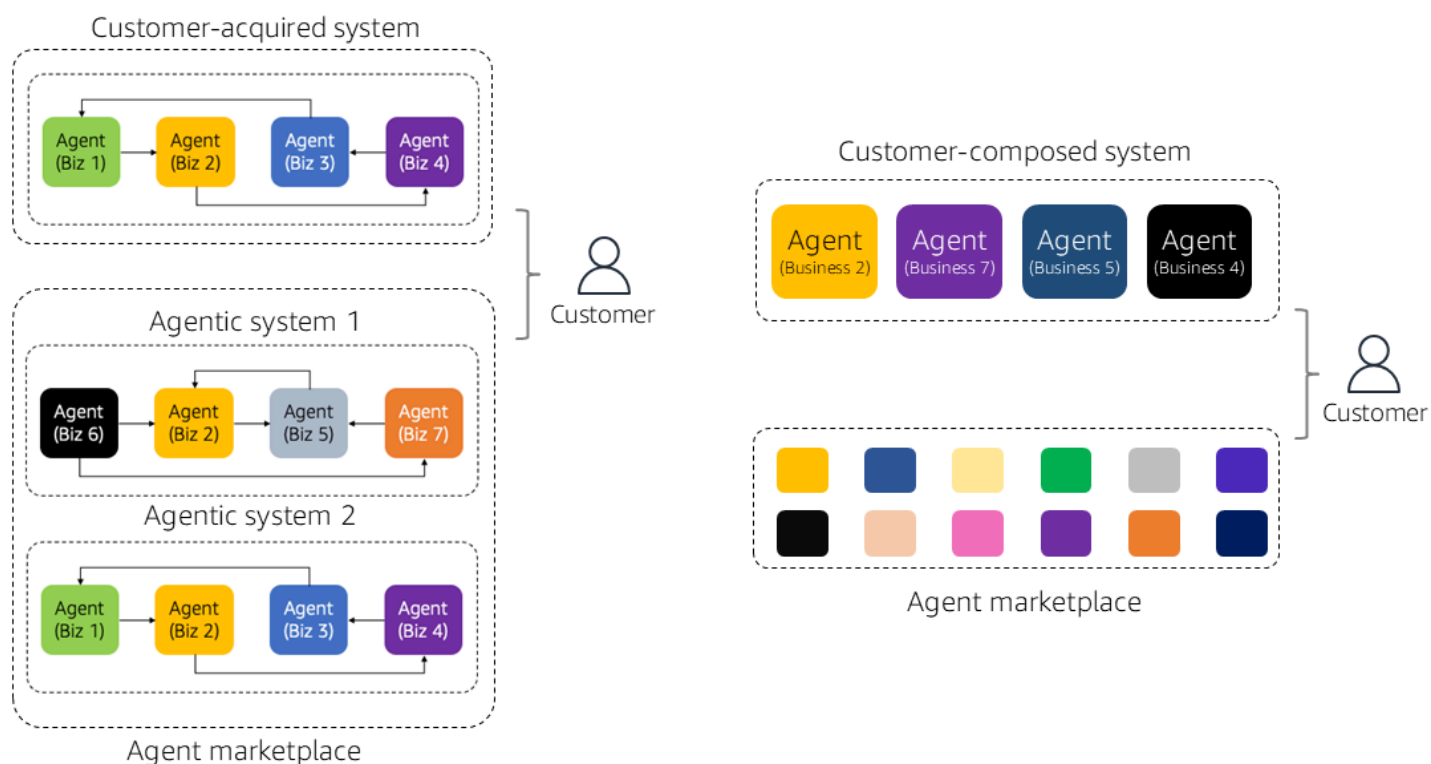 Customer-acquired system
Agent
(Biz 1)
Agent
(Biz 2)
Agent
(Biz 3)
Agent
(Biz 4)
Customer
Agentic system 1
Agent
(Biz 6)
Agent
(Biz 2)
Agent
(Biz 5)
Agent
(Biz 7)
Agentic system 2
Agent
(Biz 1)
Agent
(Biz 2)
Agent
(Biz 3)
Agent
(Biz 4)
Agent marketplace
Customer-composed system
Agent
(Business 2)
Agent
(Business 7)
Agent
(Business 5)
Agent
(Business 4)
Customer
Agent marketplace